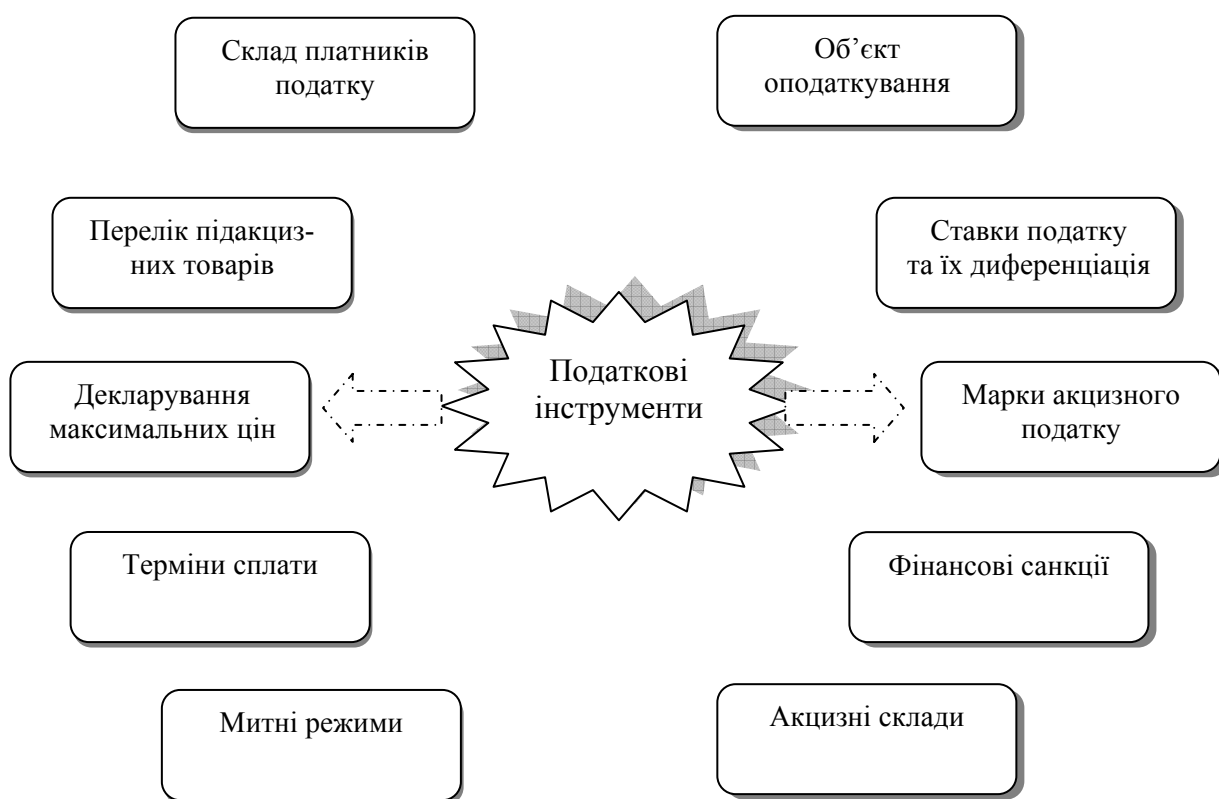 Склад платників
податку
Об’єкт
оподаткування
Перелік підакциз-
них товарів
Ставки податку
та їх диференціація
Податкові
інструменти
Декларування
максимальних цін
Марки акцизного
податку
Терміни сплати
Фінансові санкції
Митні режими
Акцизні склади